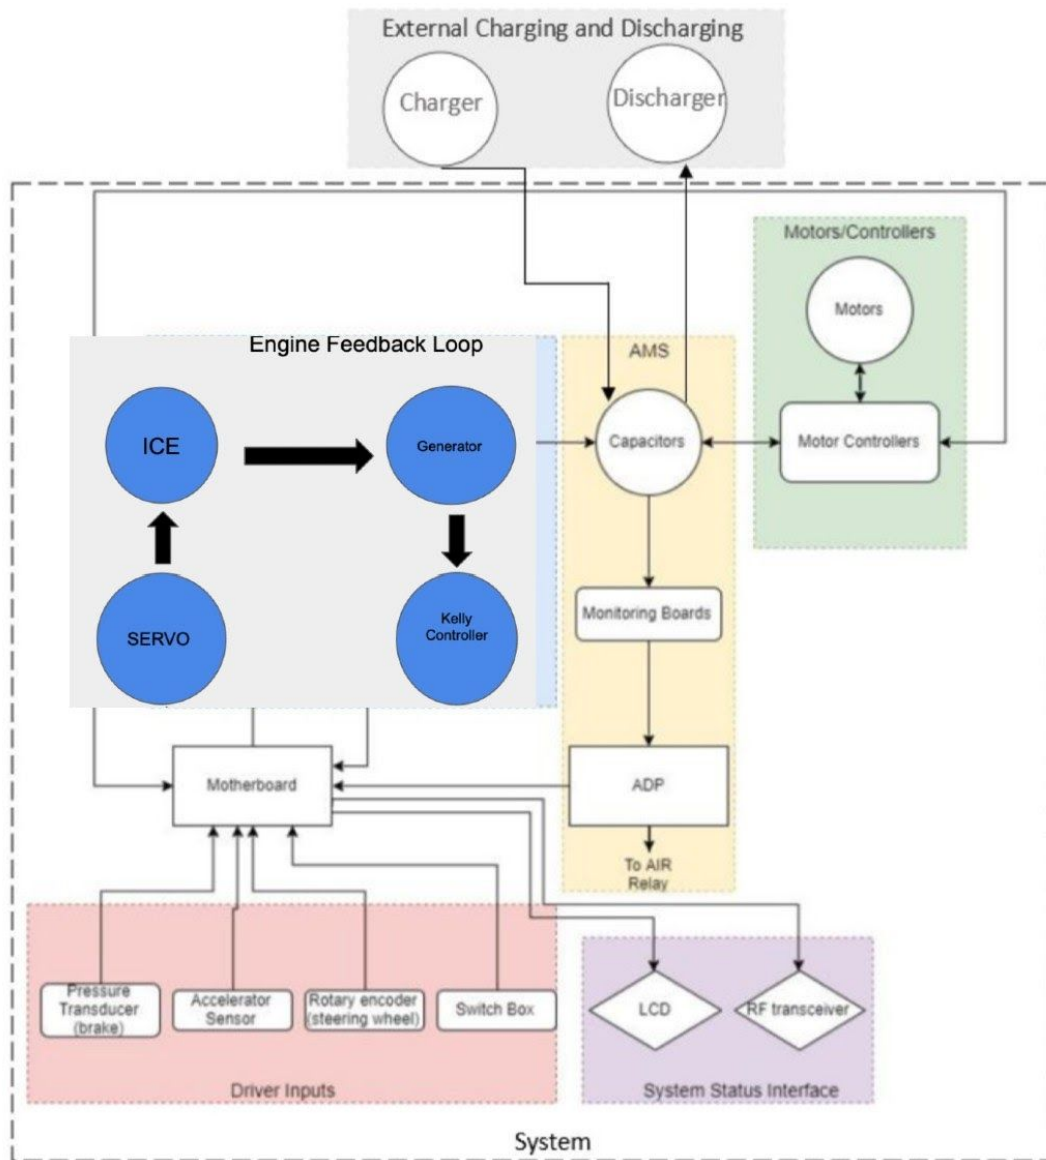 External Charging and Discharging
Charger
Discharger
Motors/Controllers
Motors
Motor Controllers
Engine Feedback Loop
ICE
Generator
SERVO
Kelly
Controller
AMS
Capacitors
Monitoring Boards
ADP
To AIR
Relay
Motherboard
Pressure
Transducer
(brake)
Accelerator
Sensor
Rotary encoder
(steering wheel)
Switch Box
Driver Inputs
LCD
RF transceiver
System Status Interface
System